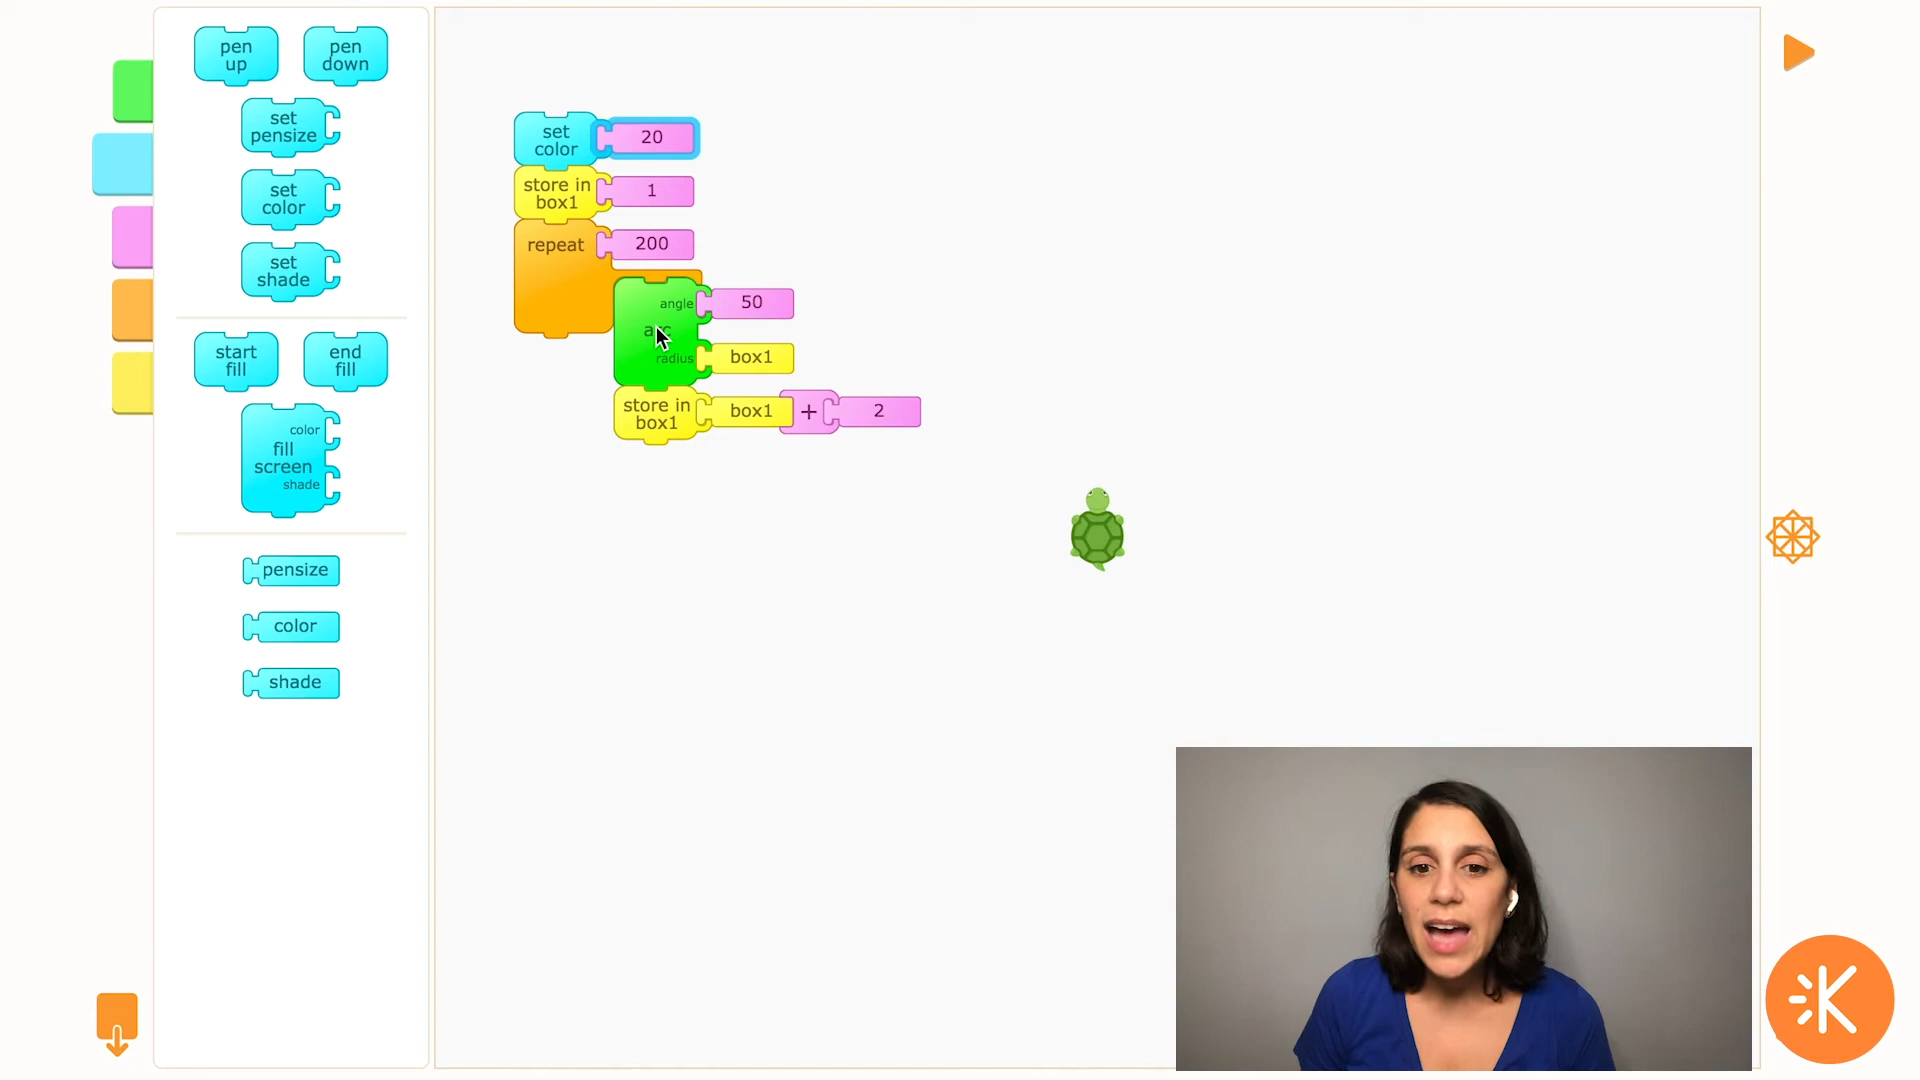 pen
up
pen
down
set
pensize
set
color
set
shade
start
fill
end
fill
color
fill
screen
shade
pensize
color
shade
set
color
20
store in
box1
1
repeat
200
angle
50
arc
radius
box1
store in
box1
box1
+
2
K